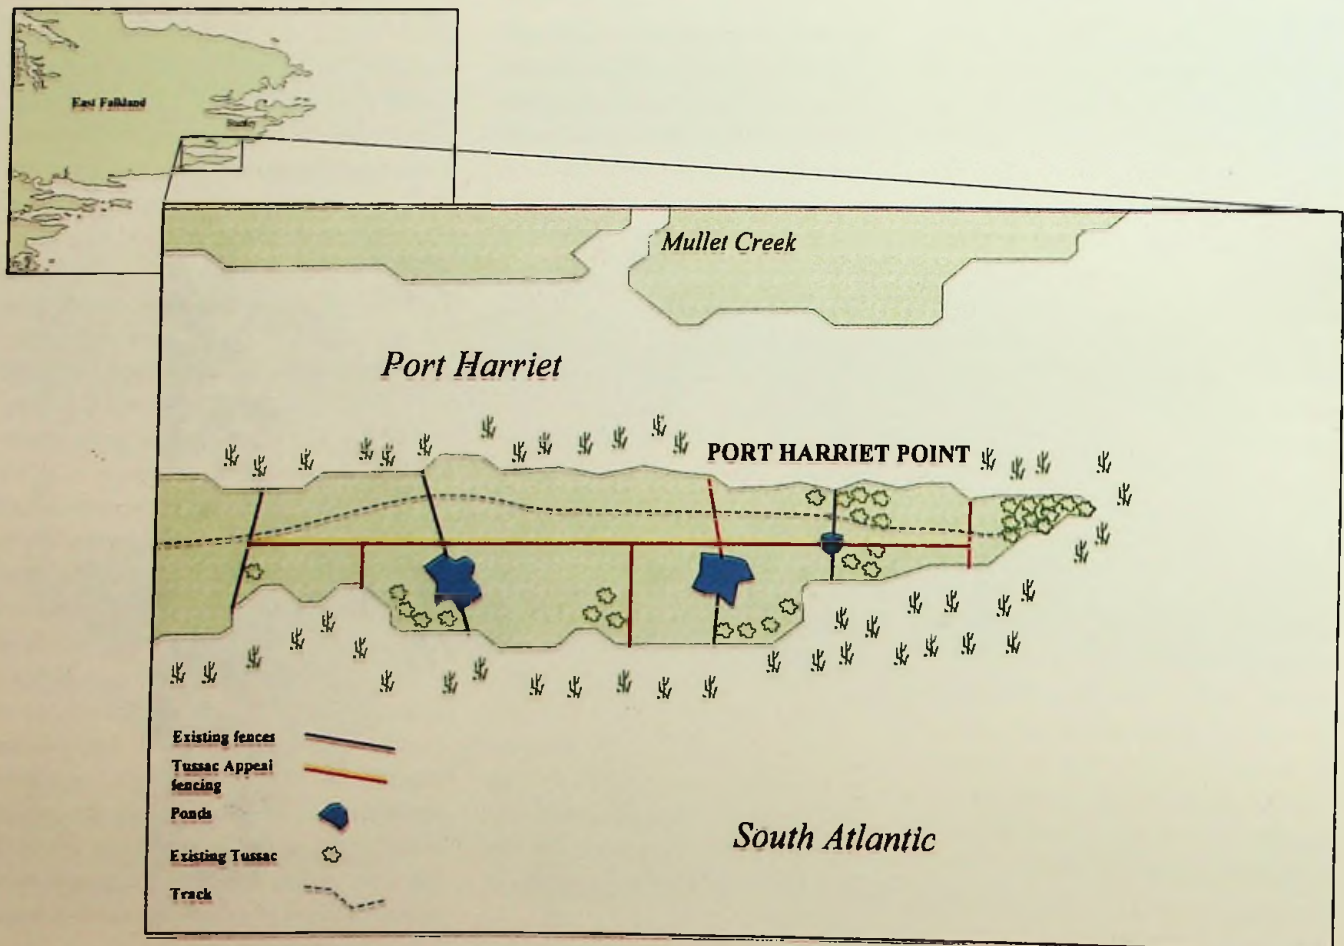 East Falkland
Stanley
Mullet Creek
Port Harriet
PORT HARRIET POINT
Existing fences
Tussac Appeal
fencing
Ponds
Existing Tussac
Track
South Atlantic